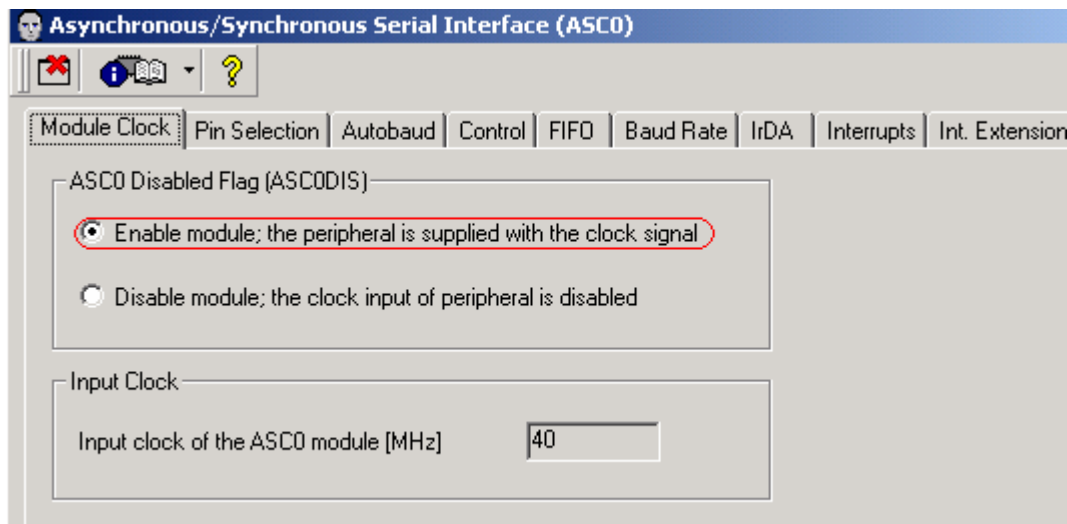 Asynchronous/Synchronous Serial Interface (ASC0)
Module Clock Pin Selection Autobaud Control FIFO Baud Rate IrDA Interrupts Int. Extension
ASC0 Disabled Flag (ASC0DIS)
Enable module; the peripheral is supplied with the clock signal
Disable module; the clock input of peripheral is disabled
Input Clock
Input clock of the ASC0 module [MHz] 40